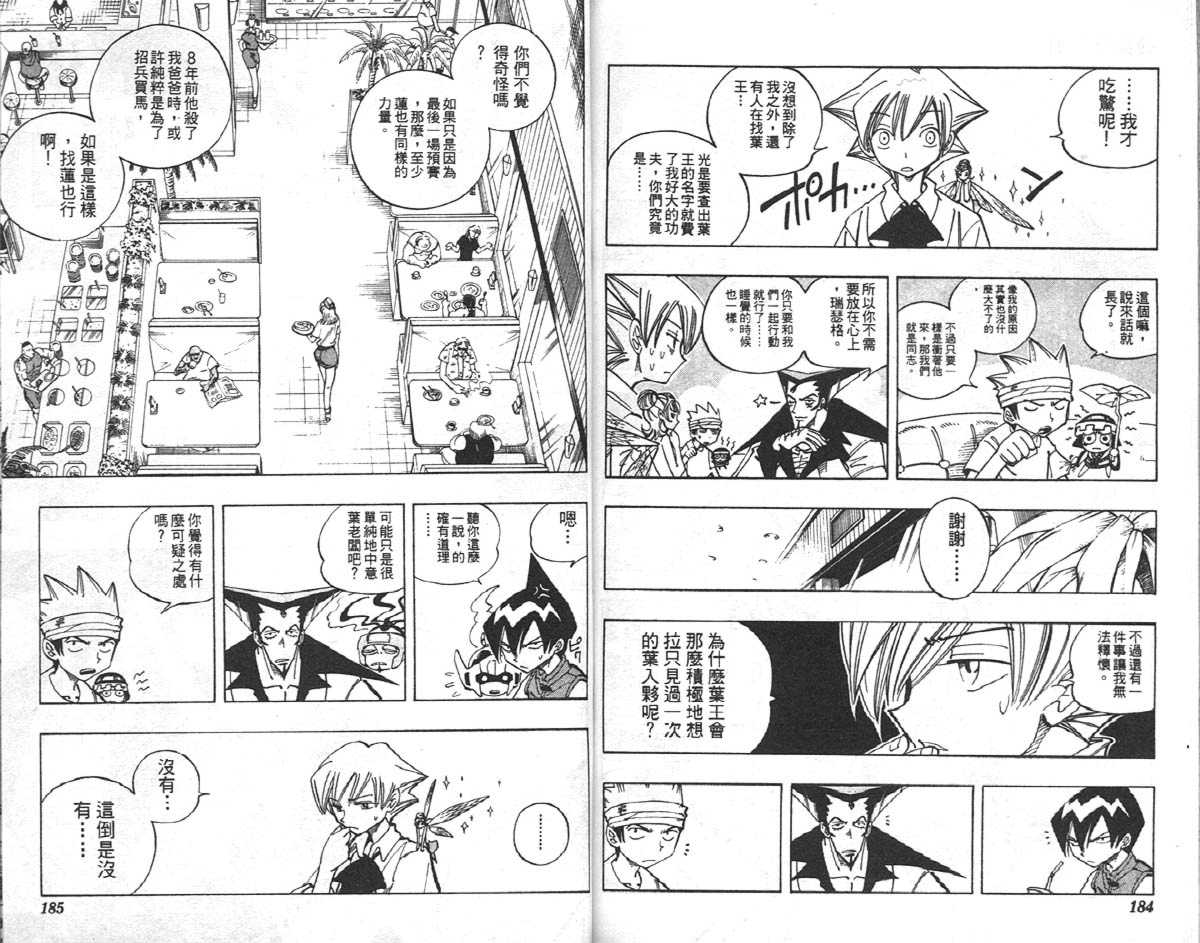 ……我才
吃驚呢！
沒想到除了
我之外，還
有人在找葉
王…
光是要查出葉
王的名字就費
了我好大的功
夫，你們究竟
是……
ン
ポカ…
這個嘛，
說來話就
長了。
像我的原因
其實也沒什
麼大不了的
，
不過只要一
樣是衝著他
來，那我們
就是同志。
所以你不需
要放在心上
，瑞瑟格。
你只要和我
們一起行動
就行了……
睡覺的時候
也一樣。
謝謝……
不過還有一
件事讓我無
法釋懷。
為什麼葉王會
那麼積極地想
拉只見過一次
的葉入夥呢？
184
你們不覺
得奇怪嗎
？
如果只是因為
最後一場預賽
，那麼，至少
蓮也有同樣的
力量。
8年前他殺了
我爸爸時，或
許純粹是為了
招兵買馬，
如果是這樣
，找蓮也行
啊！
嗯…
聽你這麼
一說，的
確有道理
……
可能只是很
單純地中意
葉老闆吧？
你覺得有什
麼可疑之處
嗎？
………
沒有…
這倒是沒
有……
185